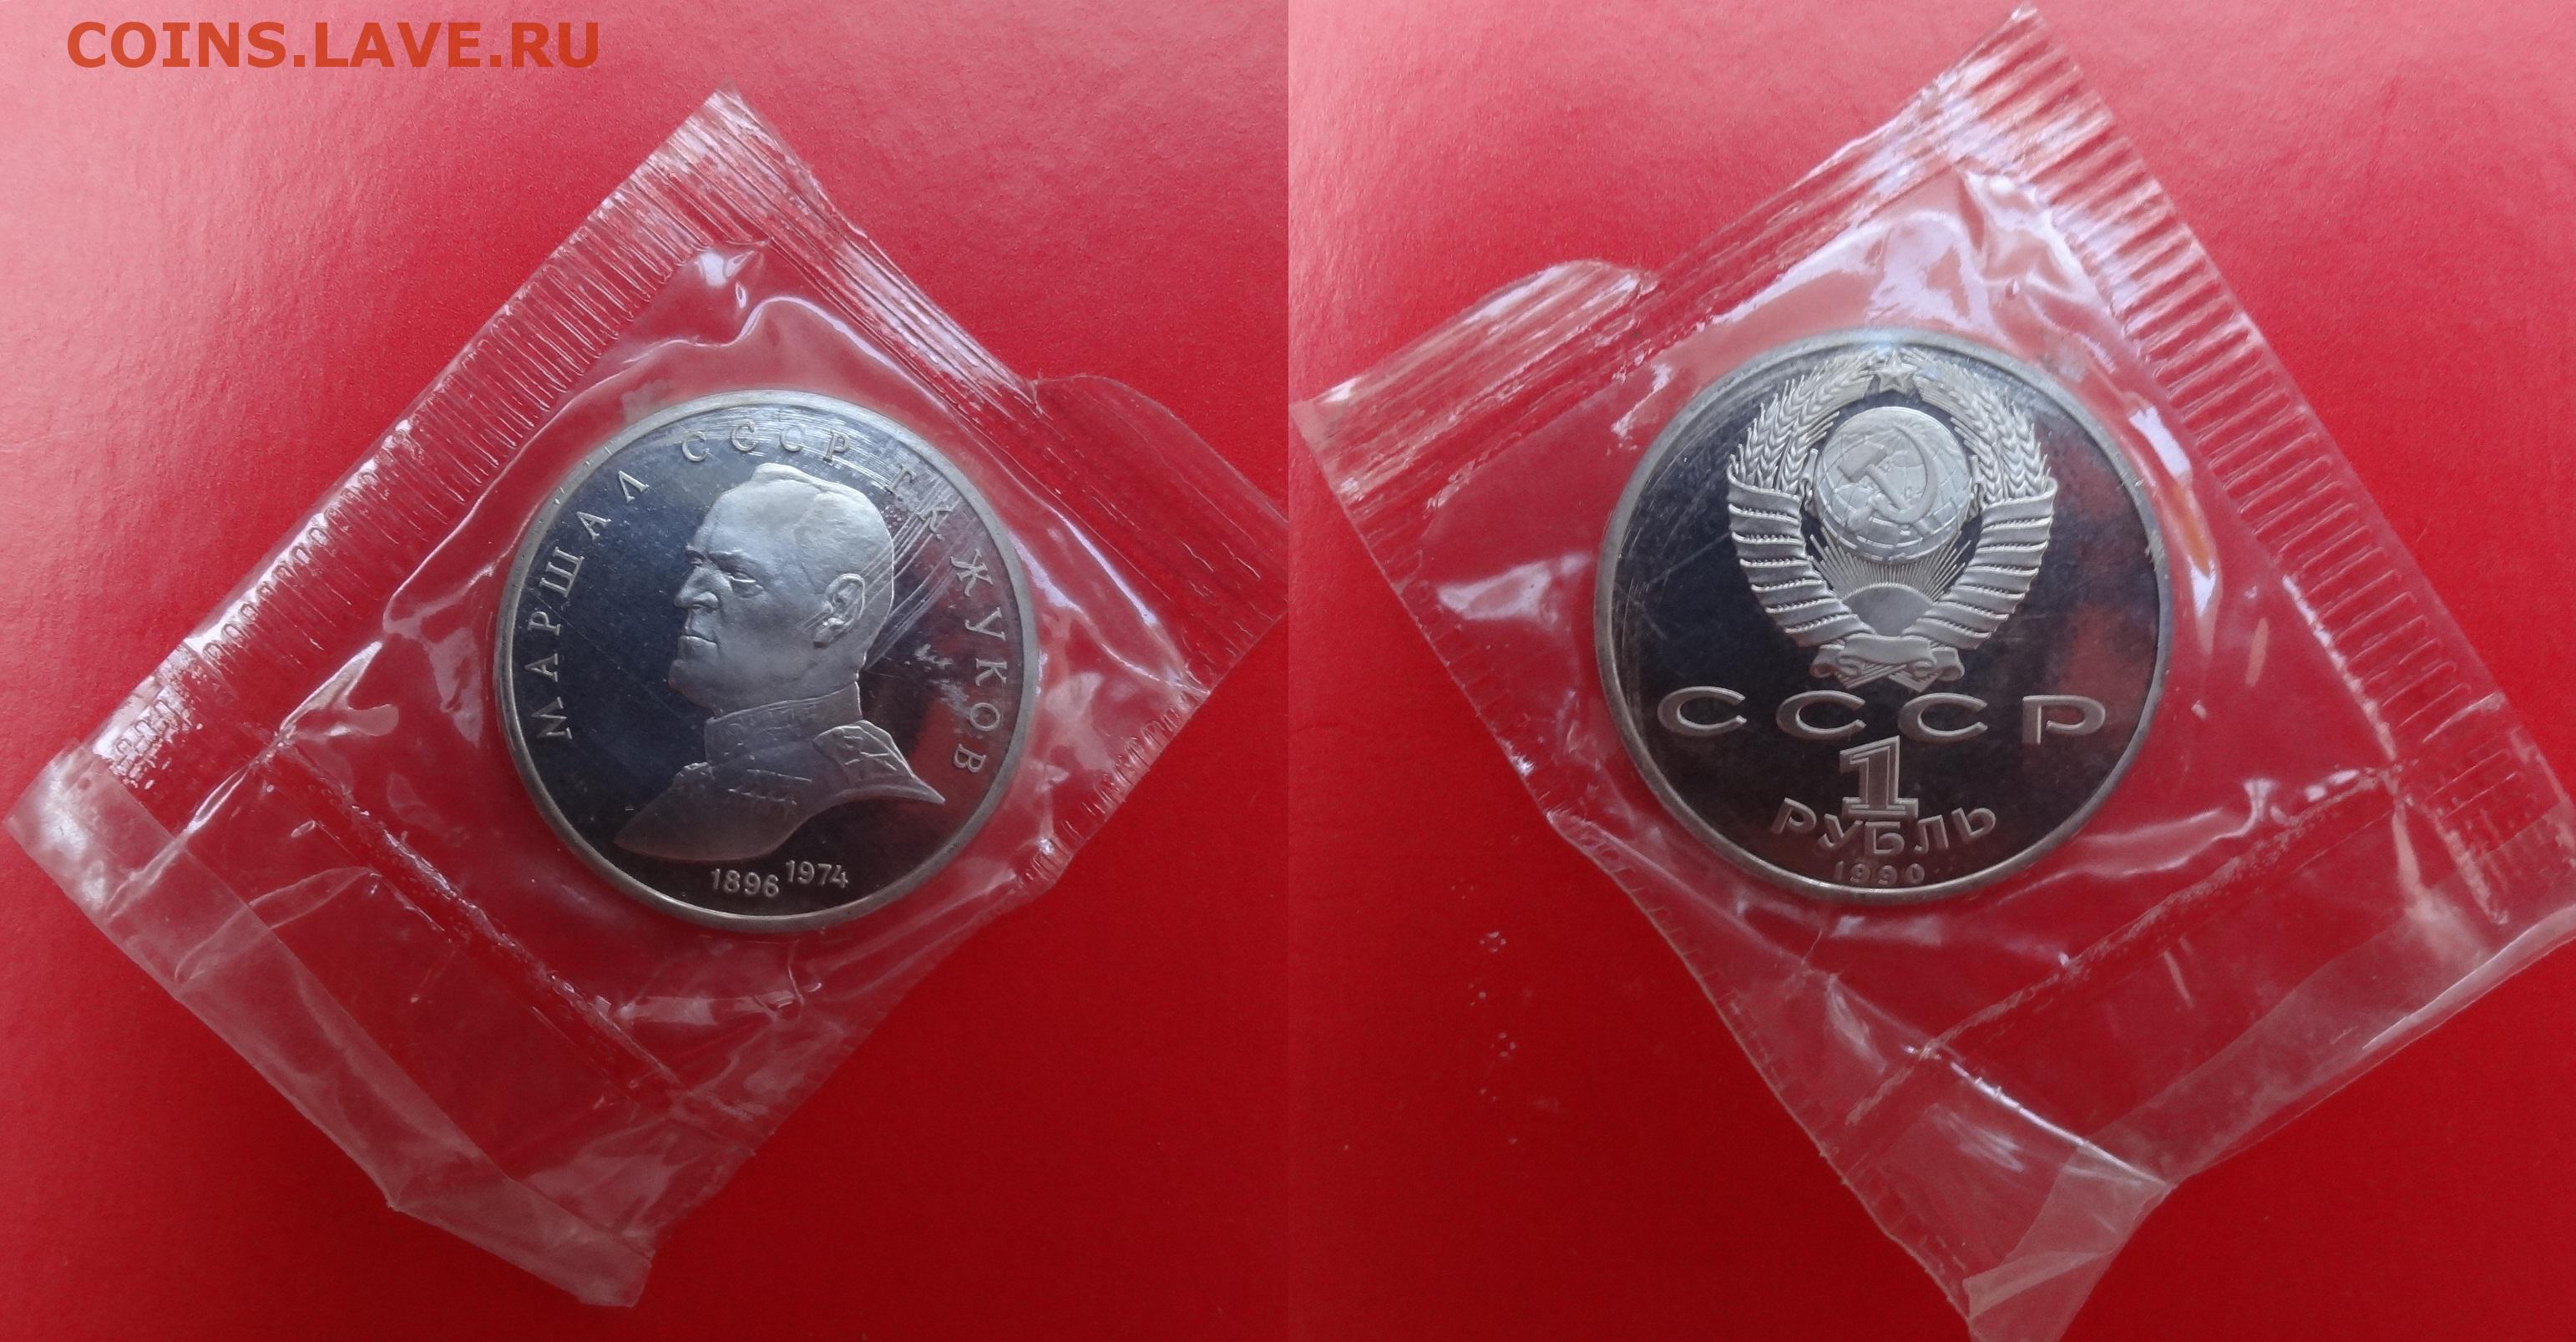 COINS.LAVE.RU
МАРШАЛ СССР Г К ЖУКОВ
1896 1974
СССР
1
РУБЛЬ
1990